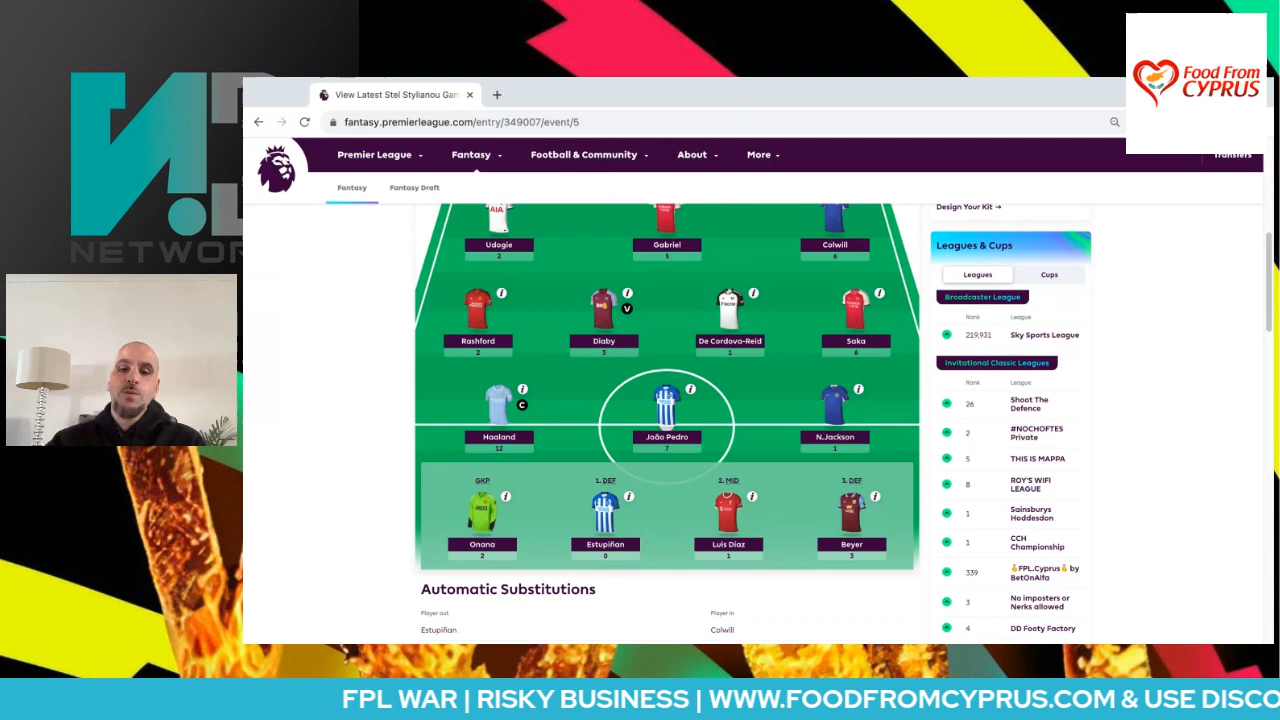 NETWOR
Food From
CYPRUS
View Latest Stel Stylianou Gam
fantasy.premierleague.com/entry/349007/event/5
Premier League
Fantasy
Football & Community
About
More
Transfers
Fantasy
Fantasy Draft
AIA
Udogie
2
Gabriel
5
Colwill
6
Rashford
2
V
Diaby
5
De Cordova-Reid
1
Saka
6
C
Haaland
12
João Pedro
7
N.Jackson
1
GKP
Onana
2
1. DEF
Estupiñan
0
2. MID
Luis Díaz
1
3. DEF
Beyer
3
Automatic Substitutions
Player out Player in
Estupiñan Colwill
Design Your Kit →
Leagues & Cups
Leagues Cups
Broadcaster League
Rank League
219,931 Sky Sports League
Invitational Classic Leagues
Rank League
26 Shoot The
Defence
2 #NOCHOFTES
Private
5 THIS IS MAPPA
8 ROY'S WIFI
LEAGUE
1 Sainsburys
Hoddesdon
1 CCH
Championship
339 🏅FPL.Cyprus🏅 by
BetOnAlfa
3 No imposters or
Nerks allowed
4 DD Footy Factory
FPL WAR | RISKY BUSINESS | WWW.FOODFROMCYPRUS.COM & USE DISCO